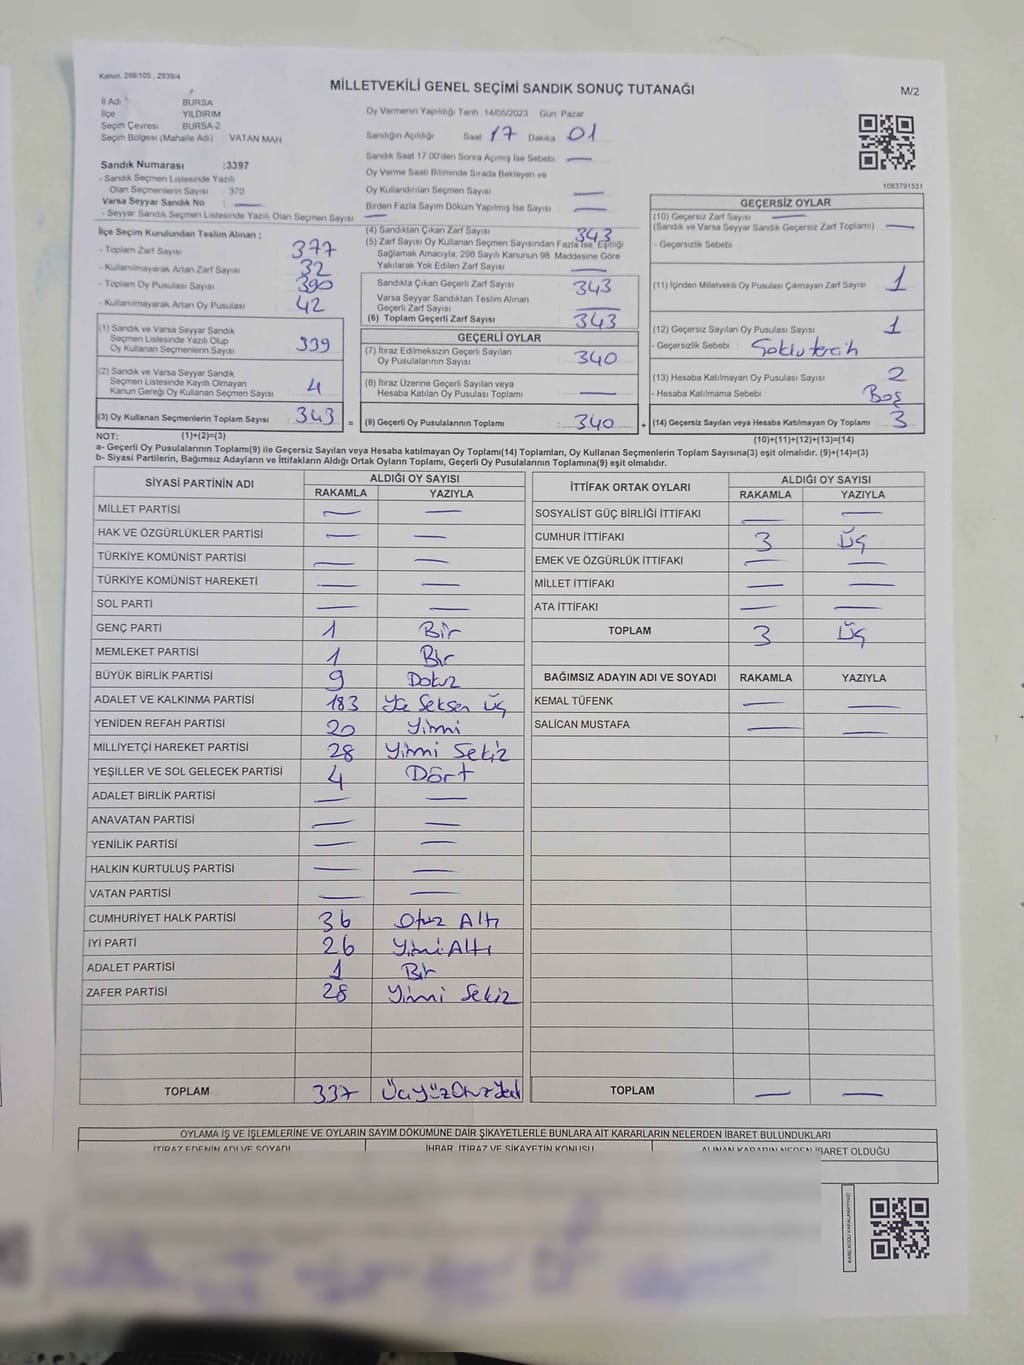 Kanun. 298/105 , 2839/4
MİLLETVEKİLİ GENEL SEÇİMİ SANDIK SONUÇ TUTANAĞI
M/2
İl Adı BURSA
İlçe YILDIRIM
Seçim Çevresi BURSA-2
Seçim Bölgesi (Mahalle Adı) VATAN MAH
Sandık Numarası :3397
- Sandık Seçmen Listesinde Yazılı
Olan Seçmenlerin Sayısı 370
Varsa Seyyar Sandık No
- Seyyar Sandık Seçmen Listesinde Yazılı Olan Seçmen Sayısı —
Oy Vermenin Yapıldığı Tarih 14/05/2023 Gün Pazar
Sandığın Açıldığı Saat 17 Dakika 01
Sandık Saat 17:00'den Sonra Açılmış İse Sebebi —
Oy Verme Saati Bitiminde Sırada Bekleyen ve
Oy Kullandırılan Seçmen Sayısı —
Birden Fazla Sayım Döküm Yapılmış İse Sayısı —
1083791531
İlçe Seçim Kurulundan Teslim Alınan ;
- Toplam Zarf Sayısı 377
- Kullanılmayarak Artan Zarf Sayısı 32
- Toplam Oy Pusulası 390
- Kullanılmayarak Artan Oy Pusulası 42
(1) Sandık ve Varsa Seyyar Sandık
Seçmen Listesinde Yazılı Olup
Oy Kullanan Seçmenlerin Sayısı 339
(2) Sandık ve Varsa Seyyar Sandık
Seçmen Listesinde Kayıtlı Olmayan
Kanun Gereği Oy Kullanan Seçmen Sayısı 4
(3) Oy Kullanan Seçmenlerin Toplam Sayısı : 343 =
(4) Sandıktan Çıkan Zarf Sayısı 343
(5) Zarf Sayısı Oy Kullanan Seçmen Sayısından Fazla İse, Eşitliği
Sağlamak Amacıyla, 298 Sayılı Kanunun 98. Maddesine Göre
Yakılarak Yok Edilen Zarf Sayısı —
Sandıkta Çıkan Geçerli Zarf Sayısı 343
Varsa Seyyar Sandıktan Teslim Alınan
Geçerli Zarf Sayısı —
(6) Toplam Geçerli Zarf Sayısı 343
GEÇERLİ OYLAR
(7) İtiraz Edilmeksizin Geçerli Sayılan
Oy Pusulalarının Sayısı 340
(8) İtiraz Üzerine Geçerli Sayılan veya
Hesaba Katılan Oy Pusulası Toplamı —
(9) Geçerli Oy Pusulalarının Toplamı : 340 +
GEÇERSİZ OYLAR
(10) Geçersiz Zarf Sayısı —
(Sandık ve Varsa Seyyar Sandık Geçersiz Zarf Toplamı) —
- Geçersizlik Sebebi
(11) İçinden Milletvekili Oy Pusulası Çıkmayan Zarf Sayısı 1
(12) Geçersiz Sayılan Oy Pusulası Sayısı 1
- Geçersizlik Sebebi :
(13) Hesaba Katılmayan Oy Pusulası Sayısı 2
- Hesaba Katılmama Sebebi Boş
(14) Geçersiz Sayılan veya Hesaba Katılmayan Oy Toplamı 3
NOT: (1)+(2)=(3)
(10)+(11)+(12)+(13)=(14)
a- Geçerli Oy Pusulalarının Toplamı(9) ile Geçersiz Sayılan veya Hesaba katılmayan Oy Toplamı(14) Toplamları, Oy Kullanan Seçmenlerin Toplam Sayısına(3) eşit olmalıdır. (9)+(14)=(3)
b- Siyasi Partilerin, Bağımsız Adayların ve İttifakların Aldığı Ortak Oyların Toplamı, Geçerli Oy Pusulalarının Toplamına(9) eşit olmalıdır.
SİYASİ PARTİNİN ADI ALDIĞI OY SAYISI
RAKAMLA YAZIYLA
MİLLET PARTİSİ — —
HAK VE ÖZGÜRLÜKLER PARTİSİ — —
TÜRKİYE KOMÜNİST PARTİSİ — —
TÜRKİYE KOMÜNİST HAREKETİ — —
SOL PARTİ — —
GENÇ PARTİ 1 Bir
MEMLEKET PARTİSİ 1 Bir
BÜYÜK BİRLİK PARTİSİ 9 Dokuz
ADALET VE KALKINMA PARTİSİ 183 Yüz Seksen Üç
YENİDEN REFAH PARTİSİ 20 Yirmi
MİLLİYETÇİ HAREKET PARTİSİ 28 Yirmi Sekiz
YEŞİLLER VE SOL GELECEK PARTİSİ 4 Dört
ADALET BİRLİK PARTİSİ — —
ANAVATAN PARTİSİ — —
YENİLİK PARTİSİ — —
HALKIN KURTULUŞ PARTİSİ — —
VATAN PARTİSİ — —
CUMHURİYET HALK PARTİSİ 36 Otuz Altı
İYİ PARTİ 26 Yirmi Altı
ADALET PARTİSİ 1 Bir
ZAFER PARTİSİ 28 Yirmi Sekiz
TOPLAM 337 Üçyüz Otuz Yedi
İTTİFAK ORTAK OYLARI ALDIĞI OY SAYISI
RAKAMLA YAZIYLA
SOSYALİST GÜÇ BİRLİĞİ İTTİFAKI — —
CUMHUR İTTİFAKI 3 Üç
EMEK VE ÖZGÜRLÜK İTTİFAKI — —
MİLLET İTTİFAKI — —
ATA İTTİFAKI — —
TOPLAM 3 Üç
BAĞIMSIZ ADAYIN ADI VE SOYADI RAKAMLA YAZIYLA
KEMAL TÜFENK — —
SALİCAN MUSTAFA — —
TOPLAM — —
OYLAMA İŞ VE İŞLEMLERİNE VE OYLARIN SAYIM DÖKÜMÜNE DAİR ŞİKAYETLERLE BUNLARA AİT KARARLARIN NELERDEN İBARET BULUNDUKLARI
İTİRAZ EDENİN ADI VE SOYADI İHBAR, İTİRAZ VE ŞİKAYETİN KONUSU ALINAN KARARIN NEDEN İBARET OLDUĞU